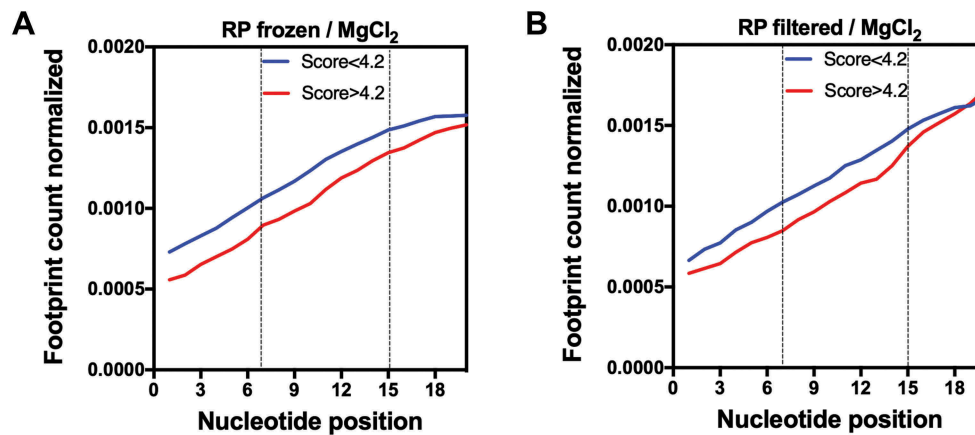 A
RP frozen / MgCl2
Footprint count normalized
0.0020
0.0015
0.0010
0.0005
0.0000
Score<4.2
Score>4.2
0 3 6 9 12 15 18
Nucleotide position
B
RP filtered / MgCl2
Footprint count normalized
0.0020
0.0015
0.0010
0.0005
0.0000
Score<4.2
Score>4.2
0 3 6 9 12 15 18
Nucleotide position